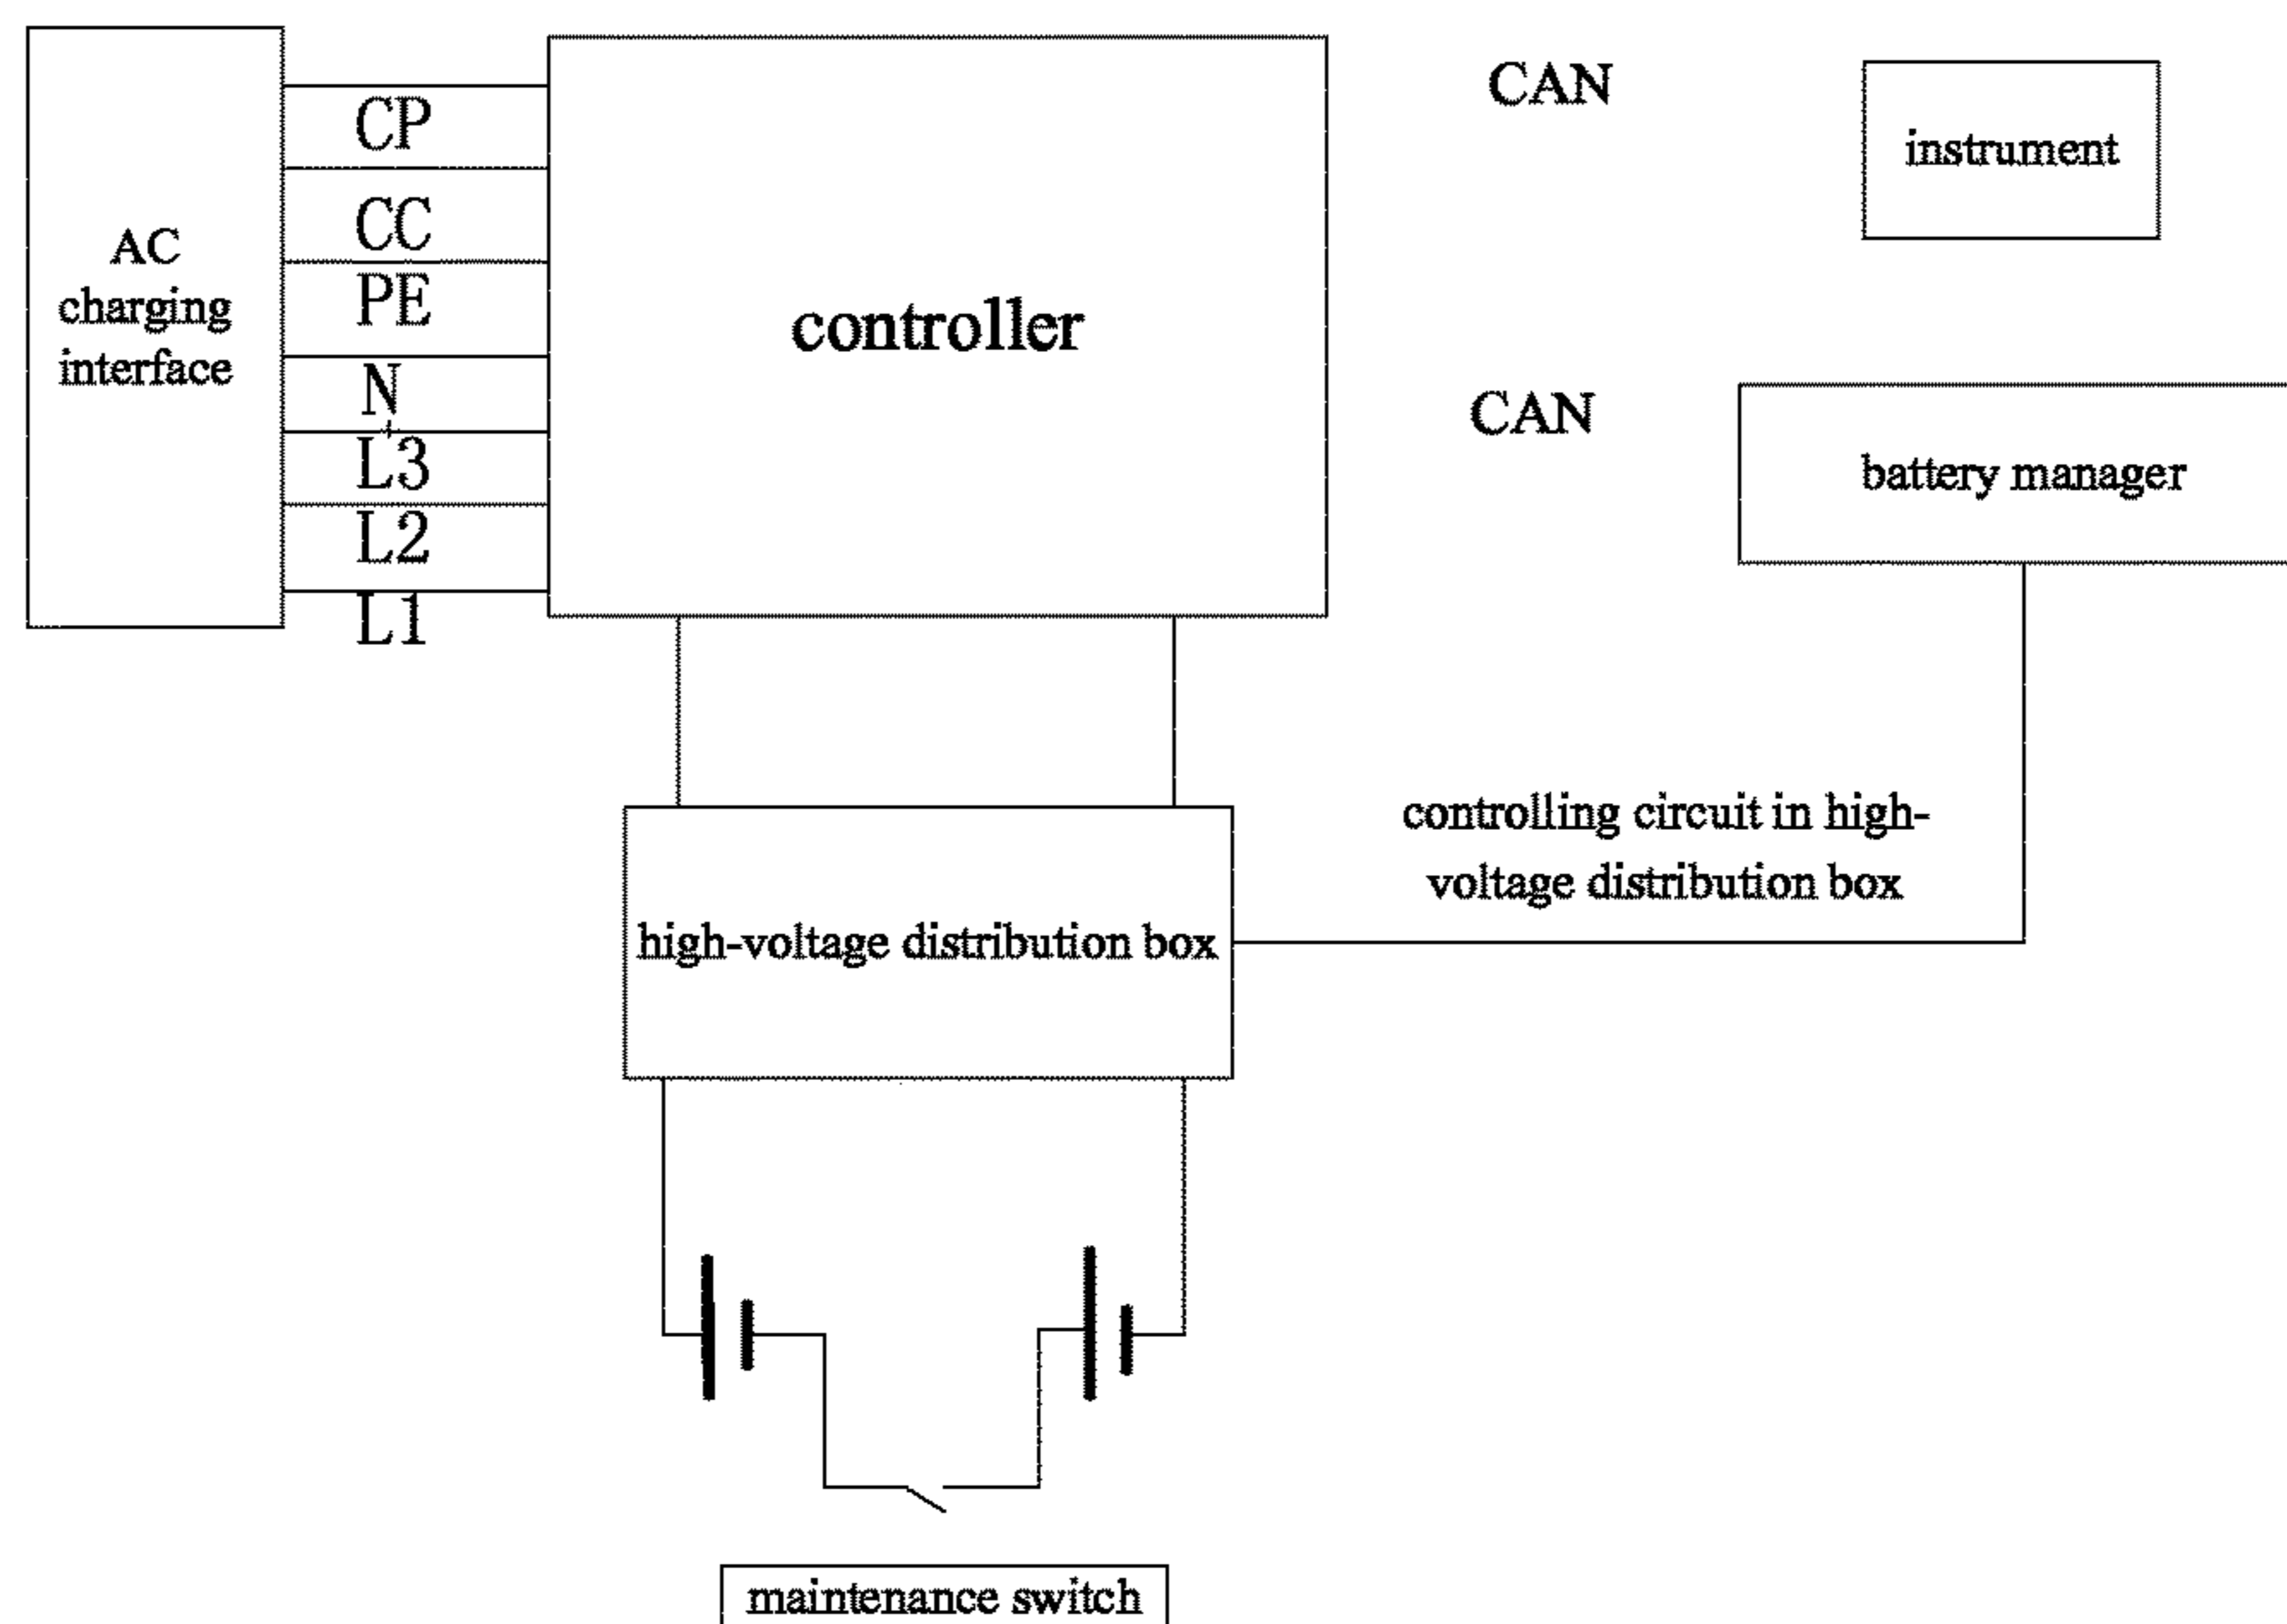 AC
charging
interface
CP
CC
PE
N
L3
L2
L1
controller
CAN
instrument
CAN
battery manager
controlling circuit in high-
voltage distribution box
high-voltage distribution box
maintenance switch